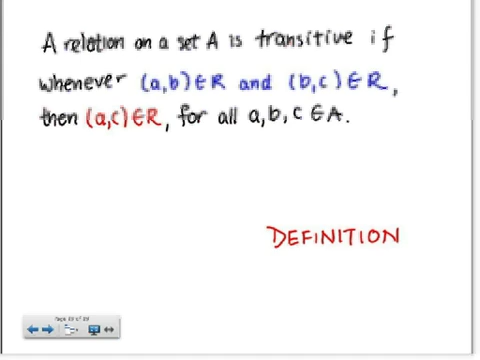 A relation on a set A is transitive if
whenever (a,b)∈R and (b,c)∈R,
then (a,c)∈R, for all a,b,c∈A.
DEFINITION